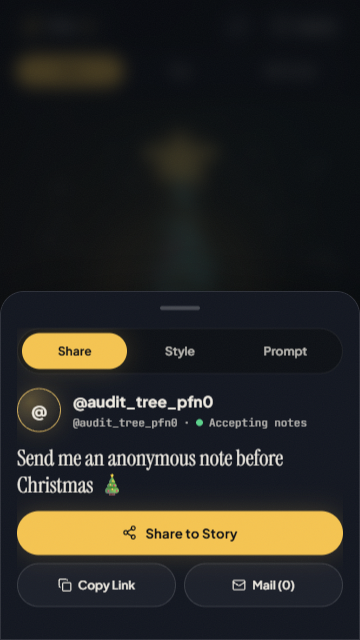 Share
Style
Prompt
@
@audit_tree_pfn0
@audit_tree_pfn0 · Accepting notes
Send me an anonymous note before
Christmas 🎄
Share to Story
Copy Link
Mail (0)